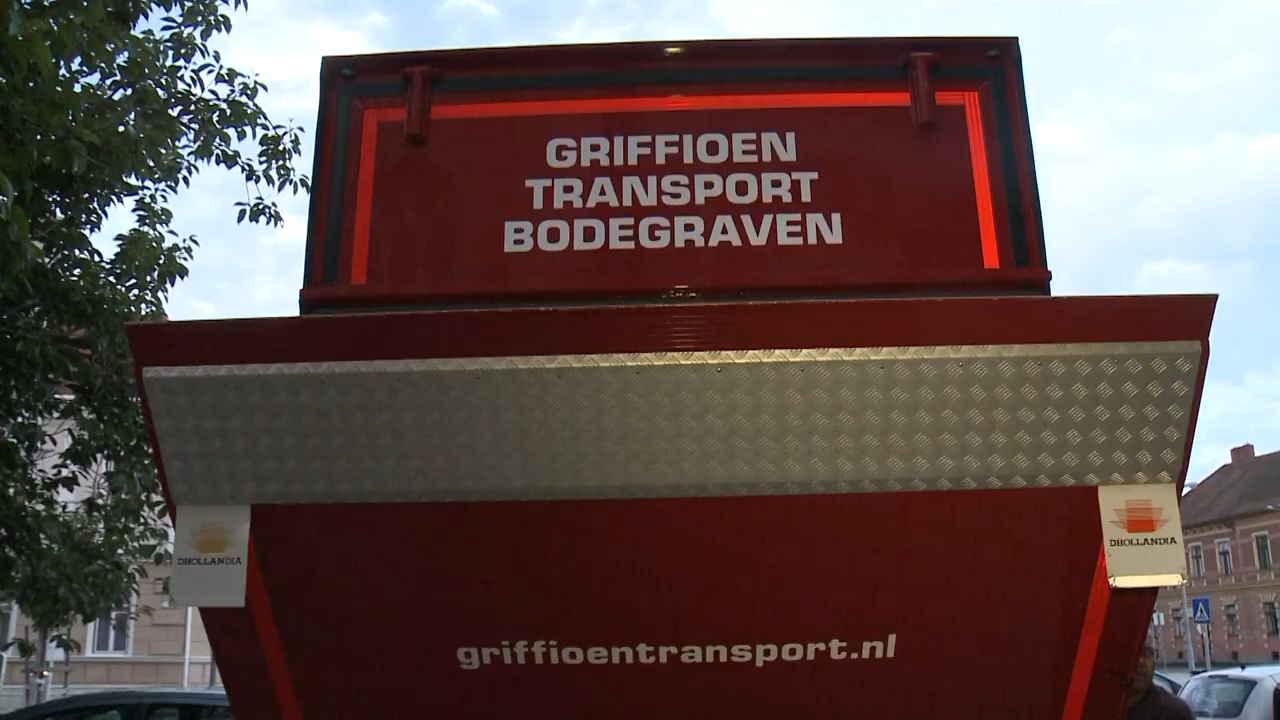 GRIFFIOEN
TRANSPORT
BODEGRAVEN
DHOLLANDIA
DHOLLANDIA
griffioentransport.nl